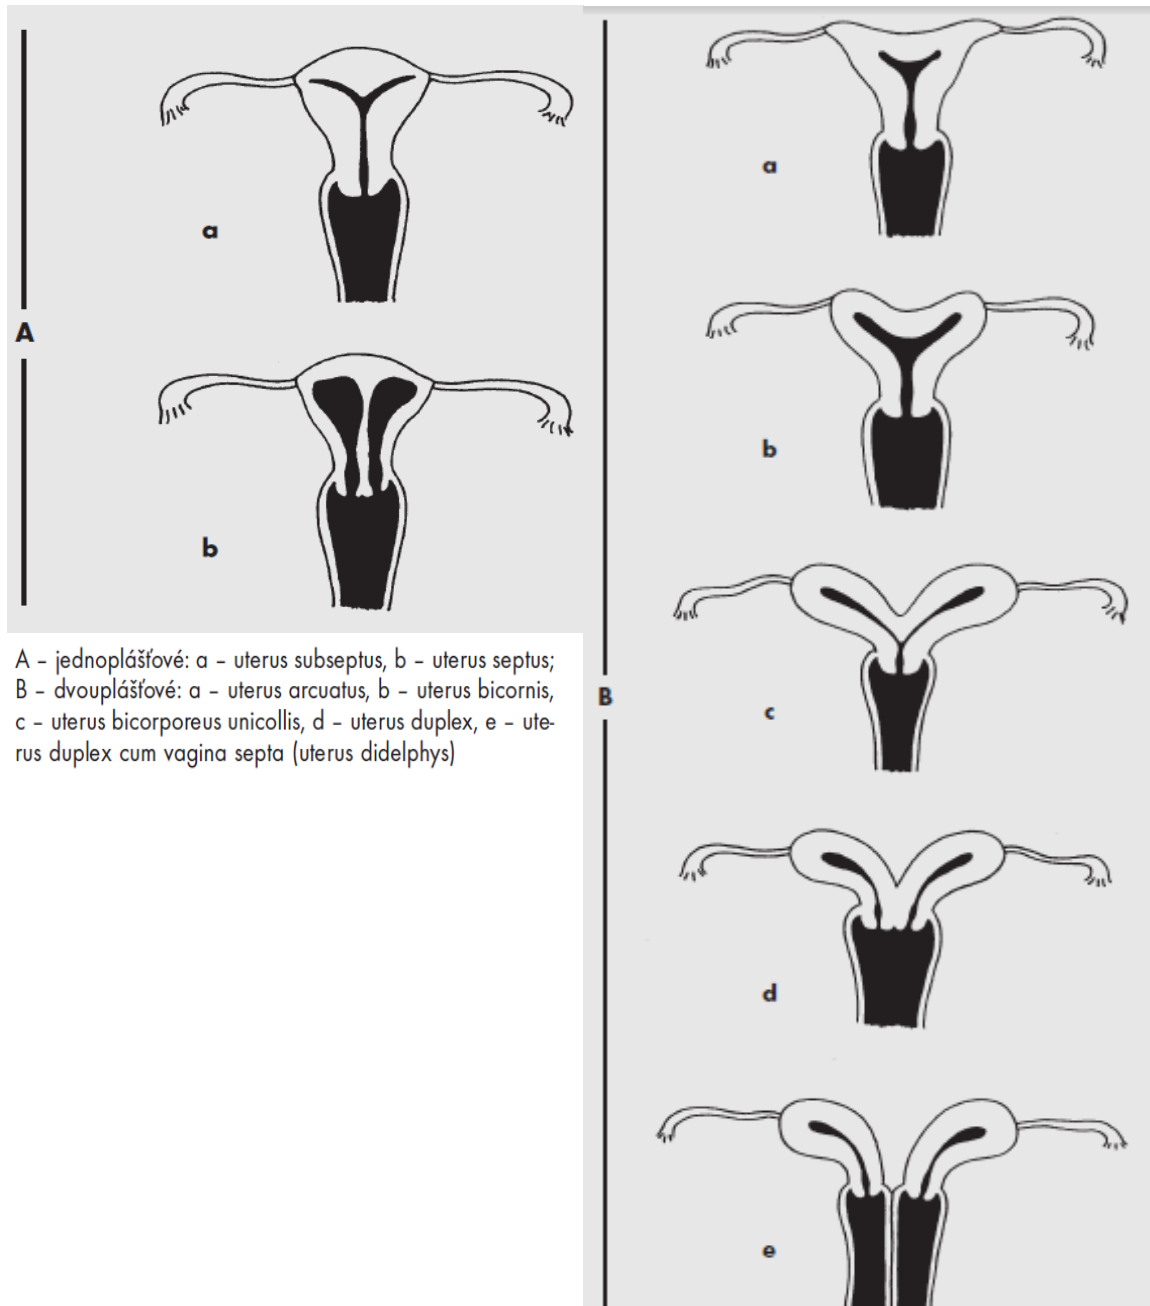 a
A
b
A – jednoplášťové: a – uterus subseptus, b – uterus septus;
B – dvouplášťové: a – uterus arcuatus, b – uterus bicornis,
c – uterus bicorporeus unicollis, d – uterus duplex, e – ute-
rus duplex cum vagina septa (uterus didelphys)
a
b
B
c
d
e